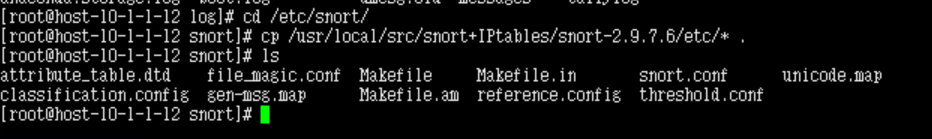 [root@host-10-1-1-12 log]# cd /etc/snort/
[root@host-10-1-1-12 snort]# cp /usr/local/src/snort+IPtables/snort-2.9.7.6/etc/* .
[root@host-10-1-1-12 snort]# ls
attribute_table.dtd file_magic.conf Makefile Makefile.in snort.conf unicode.map
classification.config gen-msg.map Makefile.am reference.config threshold.conf
[root@host-10-1-1-12 snort]#